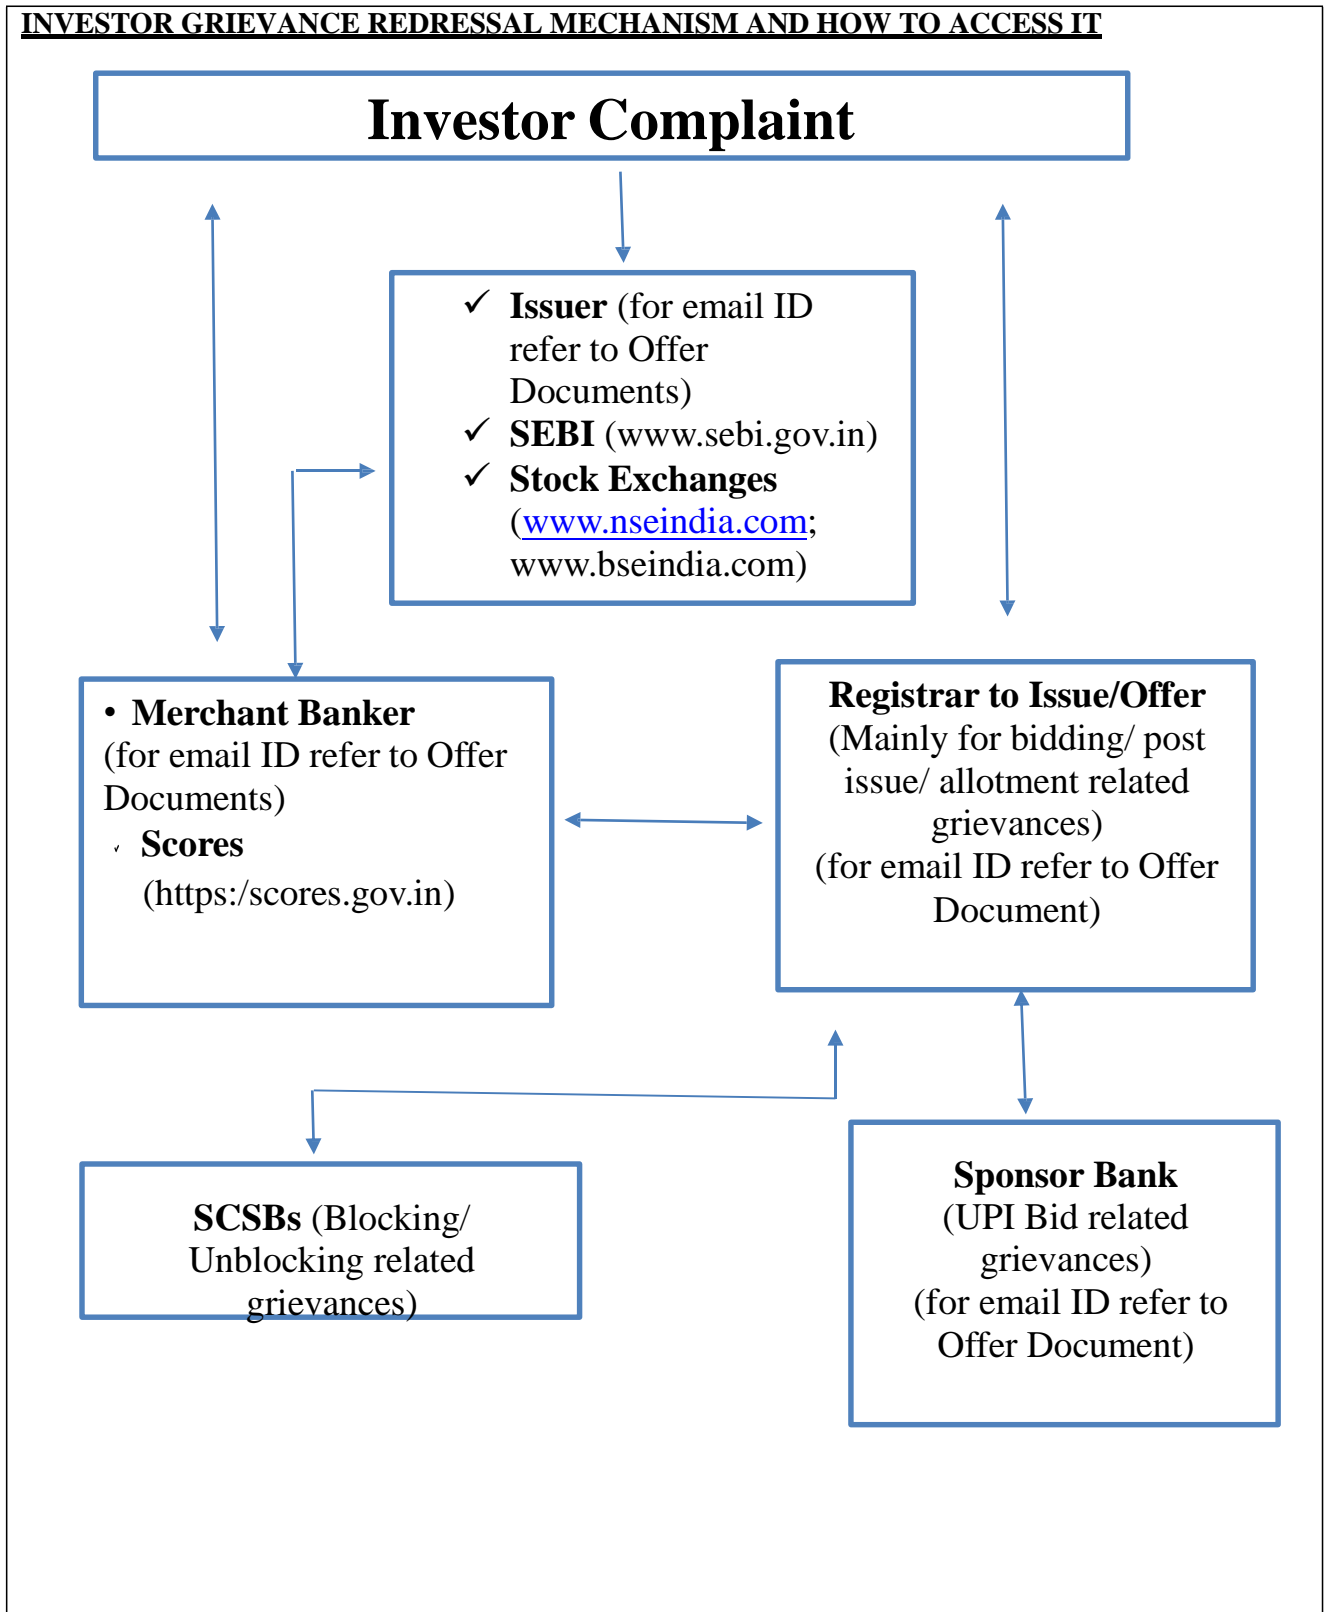 INVESTOR GRIEVANCE REDRESSAL MECHANISM AND HOW TO ACCESS IT
Investor Complaint
✓ Issuer (for email ID
refer to Offer
Documents)
✓ SEBI (www.sebi.gov.in)
✓ Stock Exchanges
(www.nseindia.com;
www.bseindia.com)
• Merchant Banker
(for email ID refer to Offer
Documents)
✓ Scores
(https:/scores.gov.in)
Registrar to Issue/Offer
(Mainly for bidding/ post
issue/ allotment related
grievances)
(for email ID refer to Offer
Document)
SCSBs (Blocking/
Unblocking related
grievances)
Sponsor Bank
(UPI Bid related
grievances)
(for email ID refer to
Offer Document)